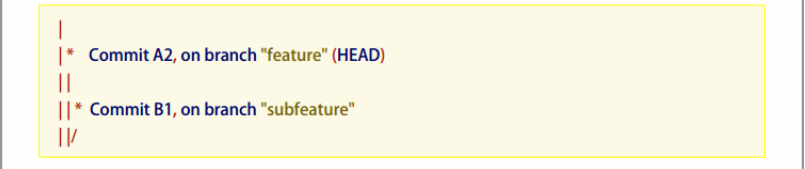 |
|* Commit A2, on branch "feature" (HEAD)
||
||* Commit B1, on branch "subfeature"
||/